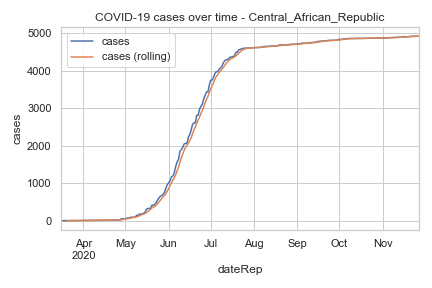 COVID-19 cases over time - Central_African_Republic
cases
cases (rolling)
5000
4000
3000
2000
1000
0
cases
Apr
2020
May
Jun
Jul
Aug
Sep
Oct
Nov
dateRep